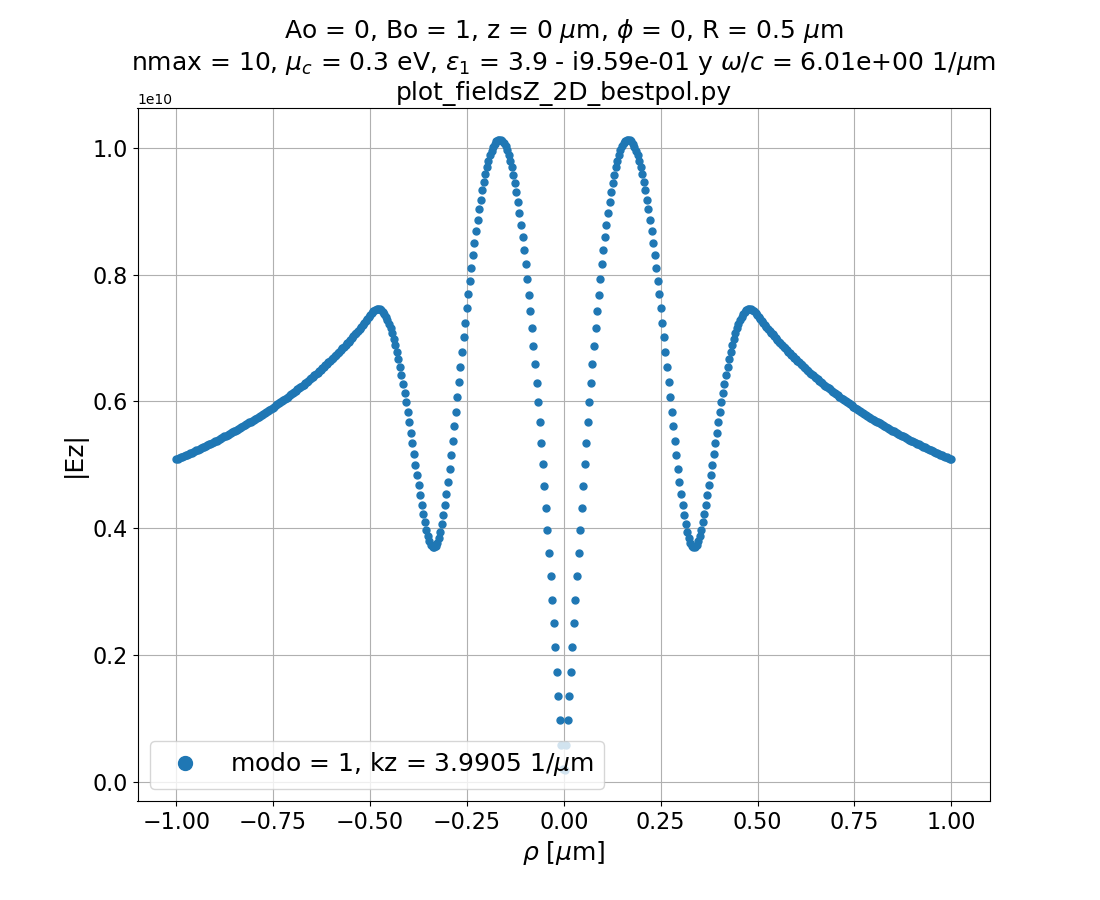 Ao = 0, Bo = 1, z = 0 μm, ϕ = 0, R = 0.5 μm
nmax = 10, μc = 0.3 eV, ε1 = 3.9 - i9.59e-01 y ω/c = 6.01e+00 1/μm
plot_fieldsZ_2D_bestpol.py
1e10
1.0
0.8
0.6
0.4
0.2
0.0
|Ez|
modo = 1, kz = 3.9905 1/μm
−1.00 −0.75 −0.50 −0.25 0.00 0.25 0.50 0.75 1.00
ρ [μm]